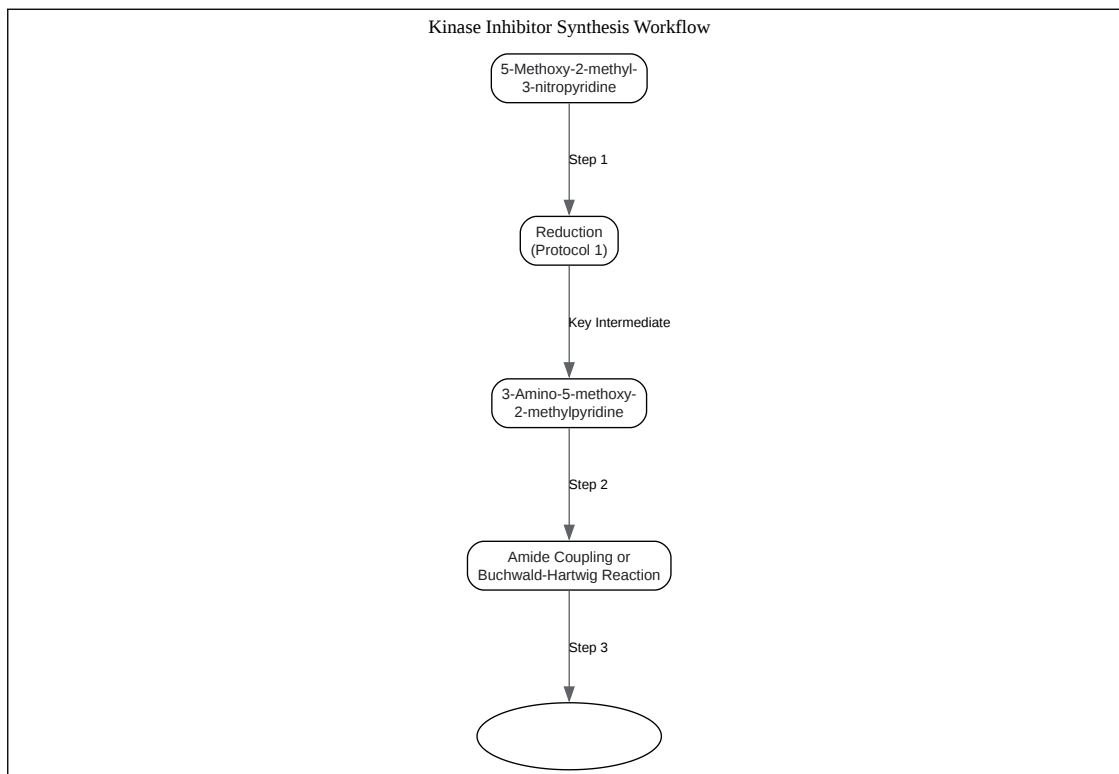 Kinase Inhibitor Synthesis Workflow
5-Methoxy-2-methyl-
3-nitropyridine
Step 1
Reduction
(Protocol 1)
Key Intermediate
3-Amino-5-methoxy-
2-methylpyridine
Step 2
Amide Coupling or
Buchwald-Hartwig Reaction
Step 3